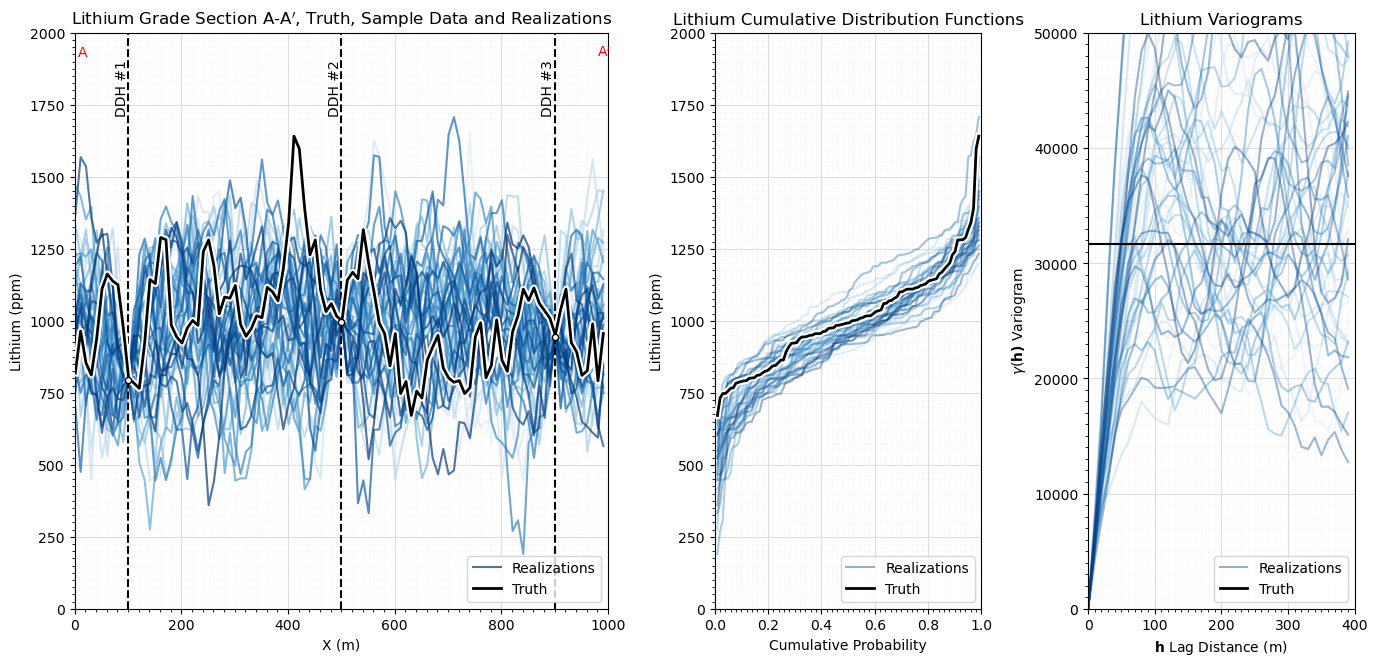 Lithium Grade Section A-A′, Truth, Sample Data and Realizations
Lithium (ppm)
2000
1750
1500
1250
1000
750
500
250
0
A
A
DDH #1
DDH #2
DDH #3
Realizations
Truth
0
200
400
600
800
1000
X (m)
Lithium Cumulative Distribution Functions
Lithium (ppm)
2000
1750
1500
1250
1000
750
500
250
0
Realizations
Truth
0.0
0.2
0.4
0.6
0.8
1.0
Cumulative Probability
Lithium Variograms
γ(h) Variogram
50000
40000
30000
20000
10000
0
Realizations
Truth
0
100
200
300
400
h Lag Distance (m)